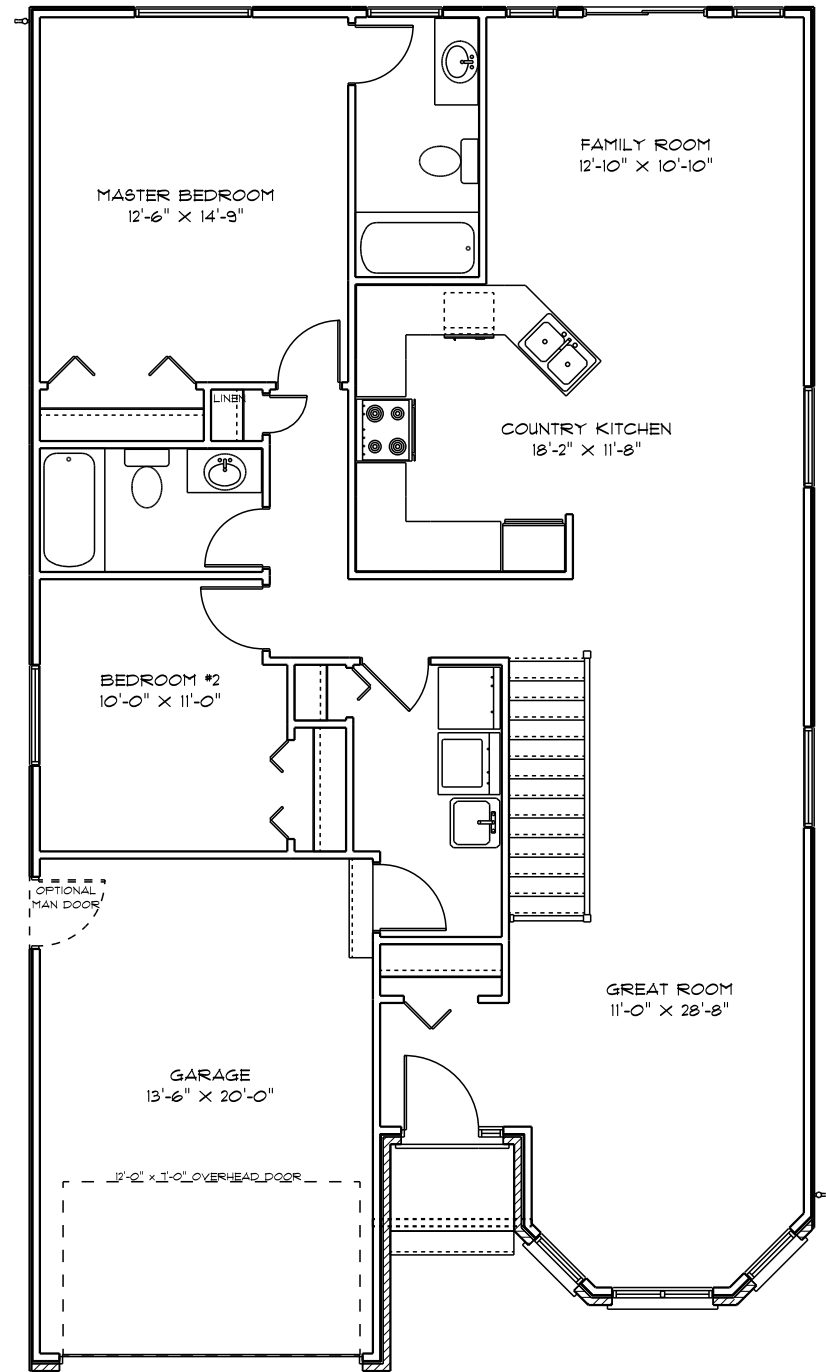 FAMILY ROOM
12'-10" X 10'-10"
MASTER BEDROOM
12'-6" X 14'-9"
LINEN
COUNTRY KITCHEN
18'-2" X 11'-8"
BEDROOM #2
10'-0" X 11'-0"
OPTIONAL
MAN DOOR
GREAT ROOM
11'-0" X 28'-8"
GARAGE
13'-6" X 20'-0"
12'-0" x 7'-0" OVERHEAD DOOR